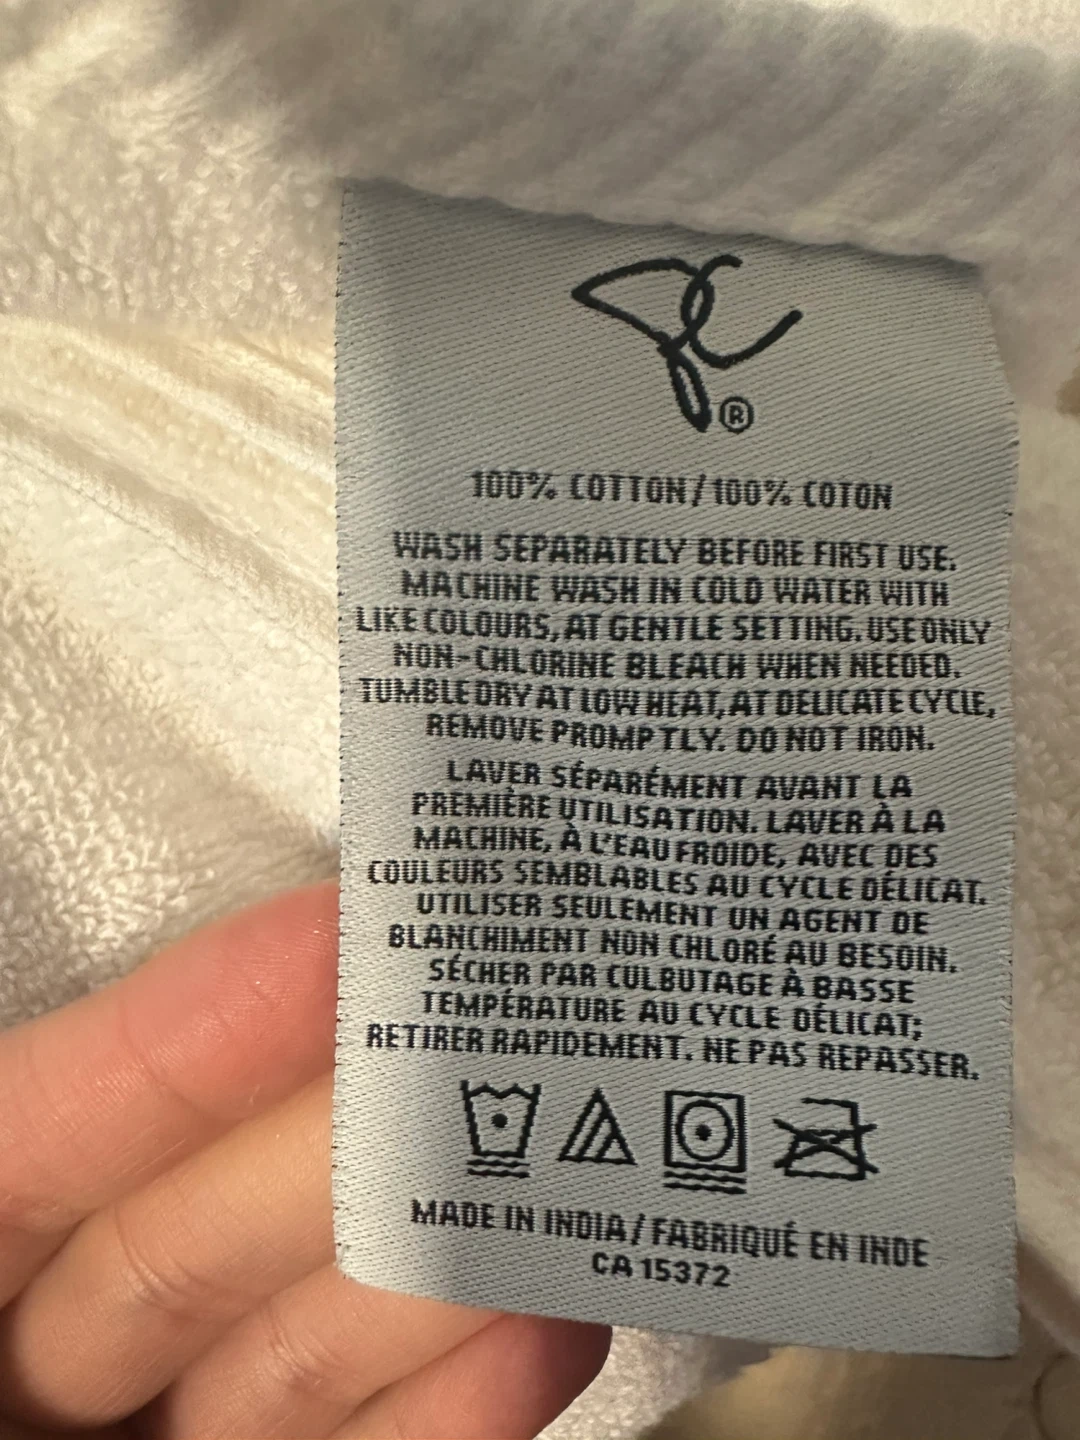 ®
100% COTTON / 100% COTON
WASH SEPARATELY BEFORE FIRST USE.
MACHINE WASH IN COLD WATER WITH
LIKE COLOURS, AT GENTLE SETTING. USE ONLY
NON-CHLORINE BLEACH WHEN NEEDED.
TUMBLE DRY AT LOW HEAT, AT DELICATE CYCLE,
REMOVE PROMPTLY. DO NOT IRON.
LAVER SÉPARÉMENT AVANT LA
PREMIÈRE UTILISATION. LAVER À LA
MACHINE, À L'EAU FROIDE, AVEC DES
COULEURS SEMBLABLES AU CYCLE DÉLICAT.
UTILISER SEULEMENT UN AGENT DE
BLANCHIMENT NON CHLORÉ AU BESOIN.
SÉCHER PAR CULBUTAGE À BASSE
TEMPÉRATURE AU CYCLE DÉLICAT;
RETIRER RAPIDEMENT. NE PAS REPASSER.
MADE IN INDIA / FABRIQUÉ EN INDE
CA 15372